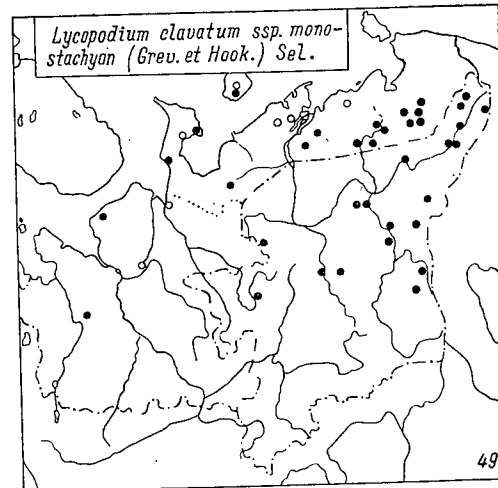 Lycopodium clavatum ssp. mono-
stachyon (Grev. et Hook.) Sel.
49